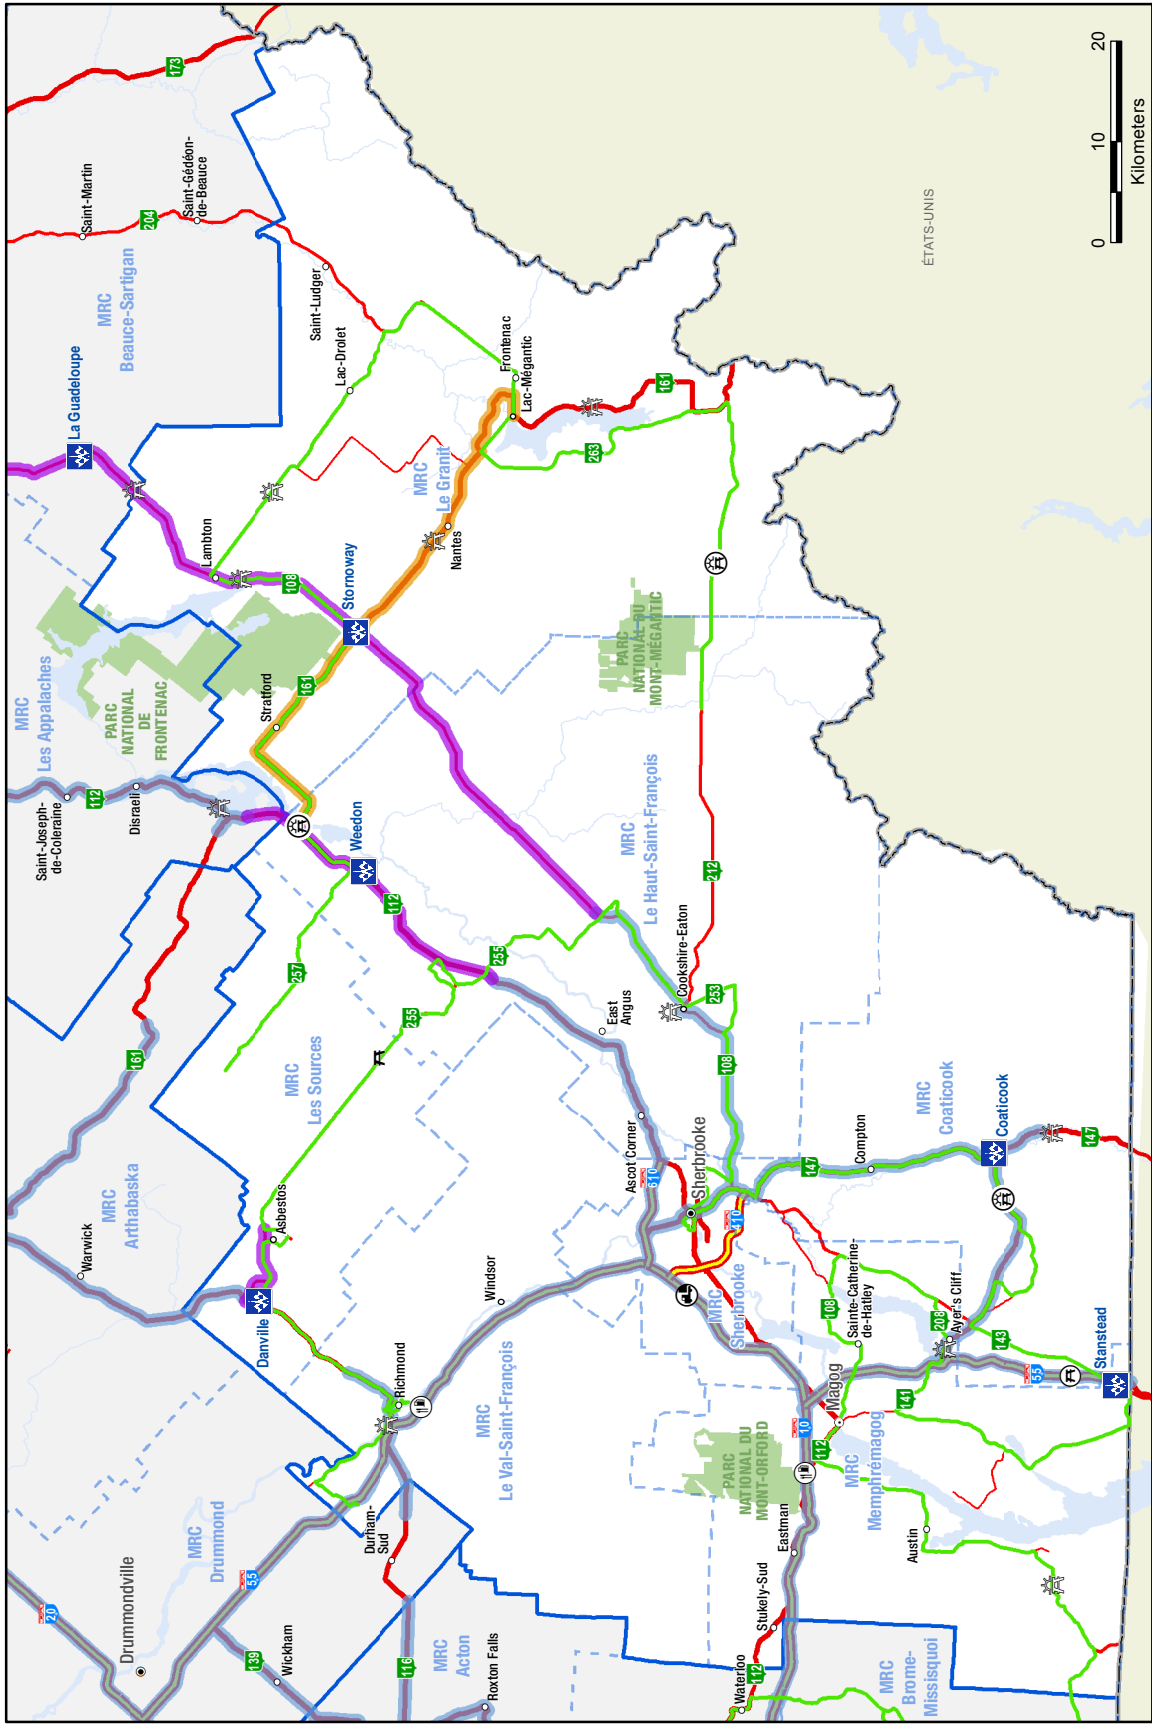 20
Drummondville
55
139
Wickham
MRC
Drummond
Durham-
Sud
116
MRC
Acton
Roxton Falls
Waterloo
112
Stukely-Sud
MRC
Brome-
Missisquoi
Eastman
Austin
Warwick
MRC
Arthabaska
161
Danville
Asbestos
Richmond
Windsor
MRC
Le Val-Saint-François
PARC
NATIONAL DU
MONT-ORFORD
10
112
Magog
MRC
Memphrémagog
141
108
Sainte-Catherine-
de-Hatley
208
Ayer's Cliff
143
55
Stanstead
MRC
Sherbrooke
410
Sherbrooke
610
Ascot Corner
East
Angus
147
Compton
MRC
Coaticook
Coaticook
147
108
253
Cookshire-Eaton
212
MRC
Le Haut-Saint-François
MRC
Les Sources
255
257
255
112
Weedon
Saint-Joseph-
de-Coleraine
112
Disraeli
MRC
Les Appalaches
PARC
NATIONAL
DE
FRONTENAC
Stratford
161
Stornoway
108
Lambton
La Guadeloupe
MRC
Beauce-Sartigan
Saint-Martin
204
Saint-Gédéon-
de-Beauce
173
Saint-Ludger
Lac-Drolet
Frontenac
Lac-Mégantic
161
263
MRC
Le Granit
Nantes
PARC
NATIONAL DU
MONT-MÉGANTIC
ÉTATS-UNIS
0 10 20
Kilometers